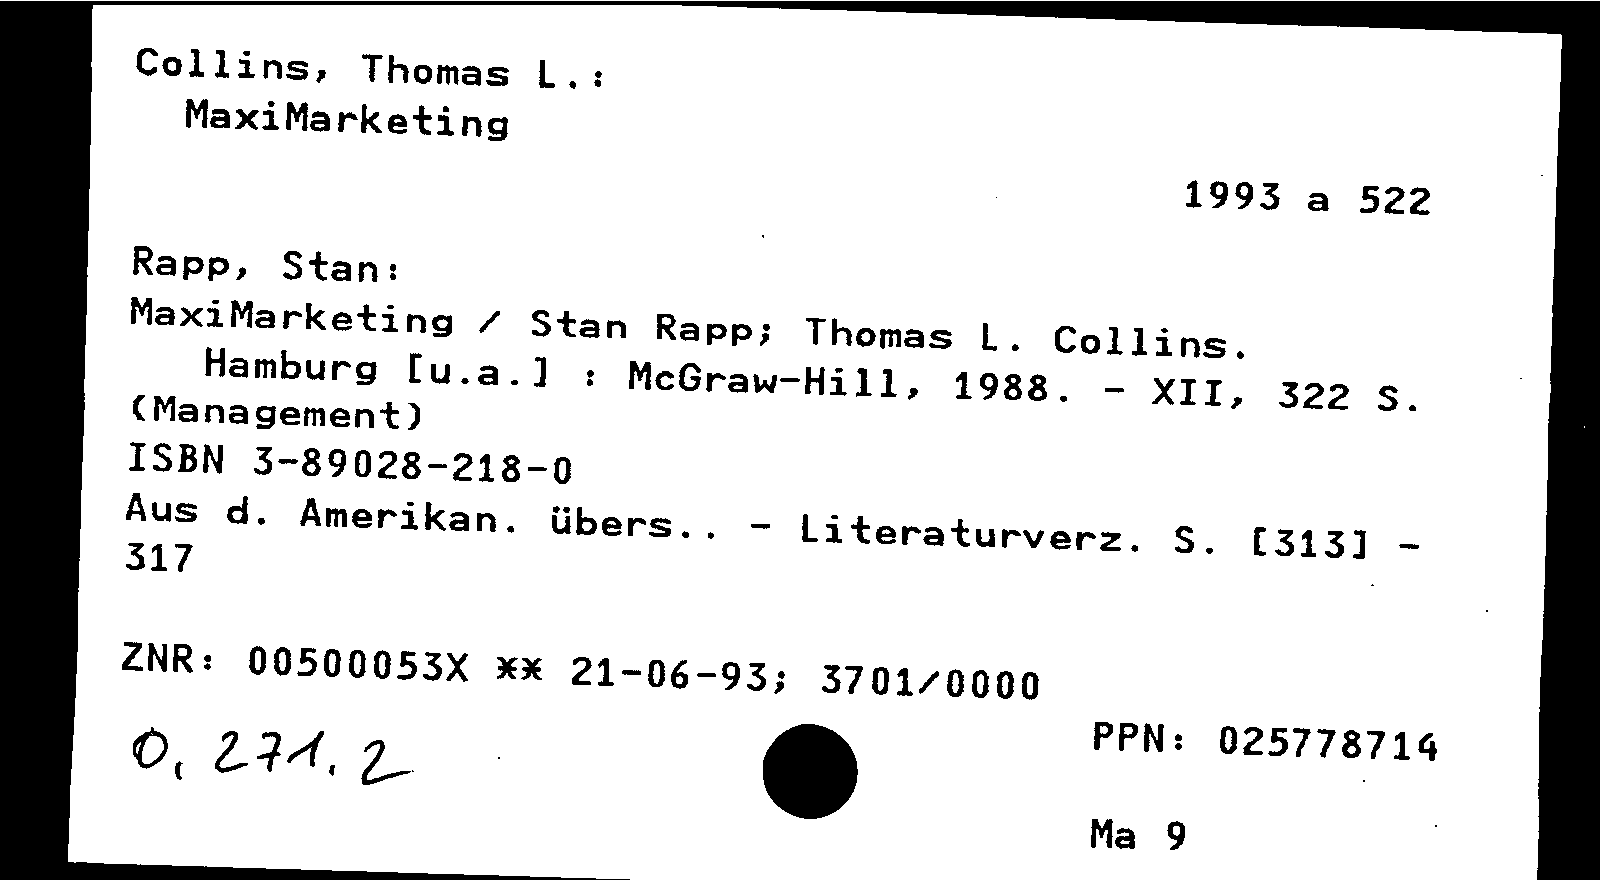 Collins, Thomas L.:
MaxiMarketing
1993 a 522
Rapp, Stan:
MaxiMarketing / Stan Rapp; Thomas L. Collins.
Hamburg [u.a.] : McGraw-Hill, 1988. - XII, 322 S.
(Management)
ISBN 3-89028-218-0
Aus d. Amerikan. übers.. - Literaturverz. S. [313] -
317
ZNR: 00500053X ** 21-06-93; 3701/0000
PPN: 025778714
0, 271.2
Ma 9